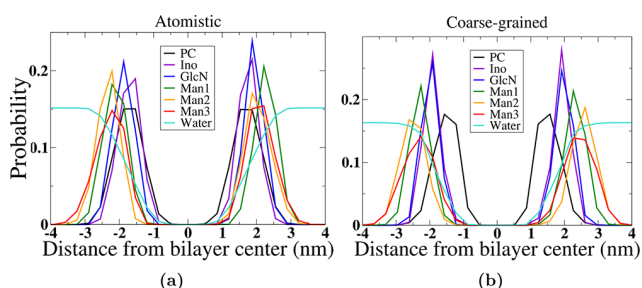 Atomistic
Probability
0.2
0.1
0
-4 -3 -2 -1 0 1 2 3 4
Distance from bilayer center (nm)
PC
Ino
GlcN
Man1
Man2
Man3
Water
(a)
Coarse-grained
0.2
0.1
0
-4 -3 -2 -1 0 1 2 3 4
Distance from bilayer center (nm)
PC
Ino
GlcN
Man1
Man2
Man3
Water
(b)